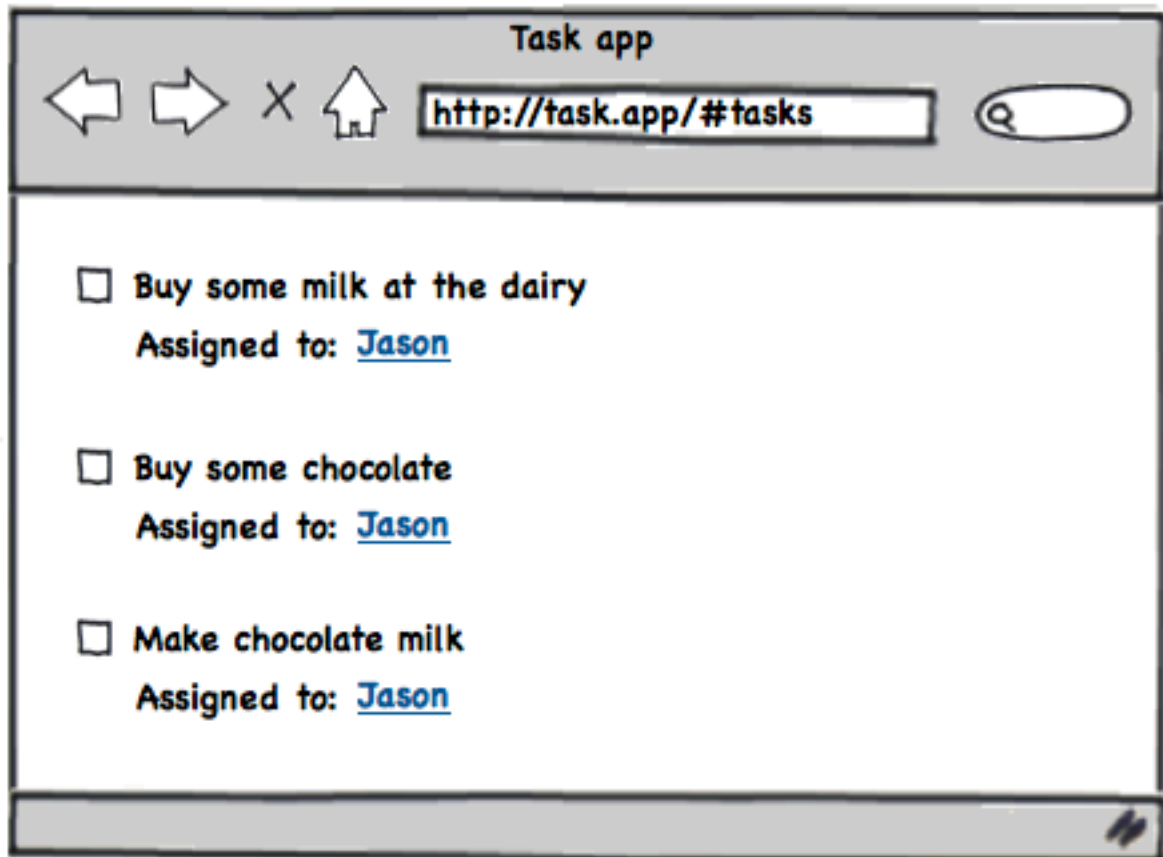 Task app
http://task.app/#tasks
Buy some milk at the dairy
Assigned to: Jason
Buy some chocolate
Assigned to: Jason
Make chocolate milk
Assigned to: Jason